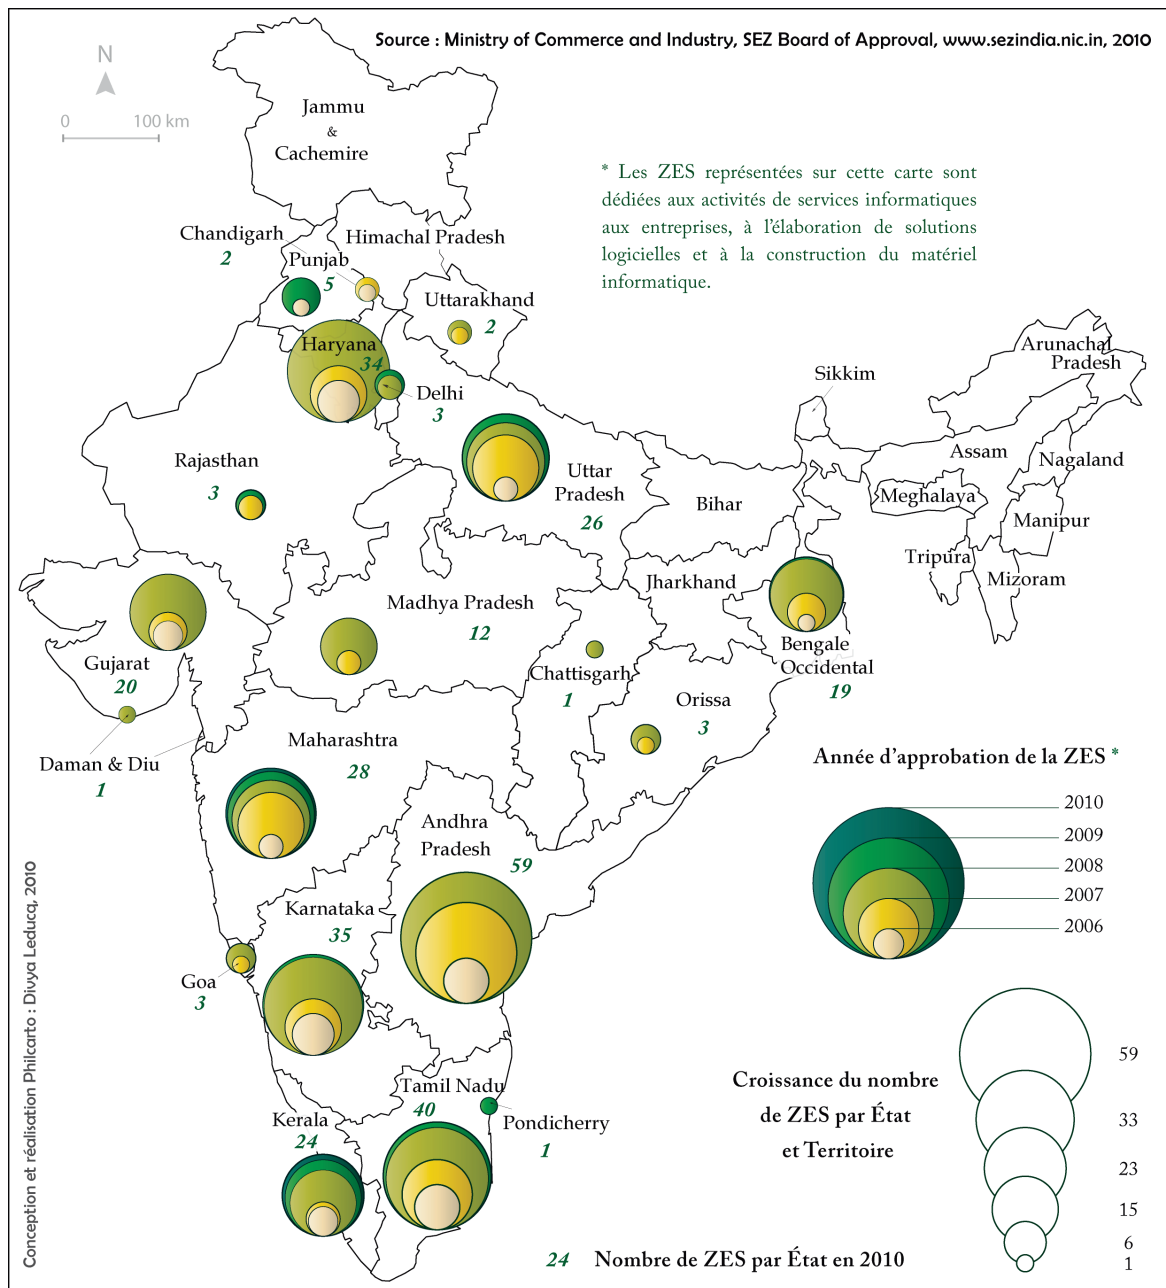 Source : Ministry of Commerce and Industry, SEZ Board of Approval, www.sezindia.nic.in, 2010
N
0 100 km
Jammu
&
Cachemire
* Les ZES représentées sur cette carte sont
dédiées aux activités de services informatiques
aux entreprises, à l'élaboration de solutions
logicielles et à la construction du matériel
informatique.
Chandigarh
2
Himachal Pradesh
Punjab
5
Uttarakhand
2
Haryana
34
Delhi
3
Sikkim
Arunachal
Pradesh
Assam
Nagaland
Meghalaya
Manipur
Tripura
Mizoram
Rajasthan
3
Uttar
Pradesh
26
Bihar
Jharkhand
Madhya Pradesh
12
Gujarat
20
Chattisgarh
1
Bengale
Occidental
19
Orissa
3
Daman & Diu
1
Maharashtra
28
Andhra
Pradesh
59
Karnataka
35
Goa
3
Tamil Nadu
40
Pondicherry
1
Kerala
24
Année d'approbation de la ZES *
2010
2009
2008
2007
2006
Croissance du nombre
de ZES par État
et Territoire
59
33
23
15
6
1
24 Nombre de ZES par État en 2010
Conception et réalisation Philcarto : Divya Leducq, 2010